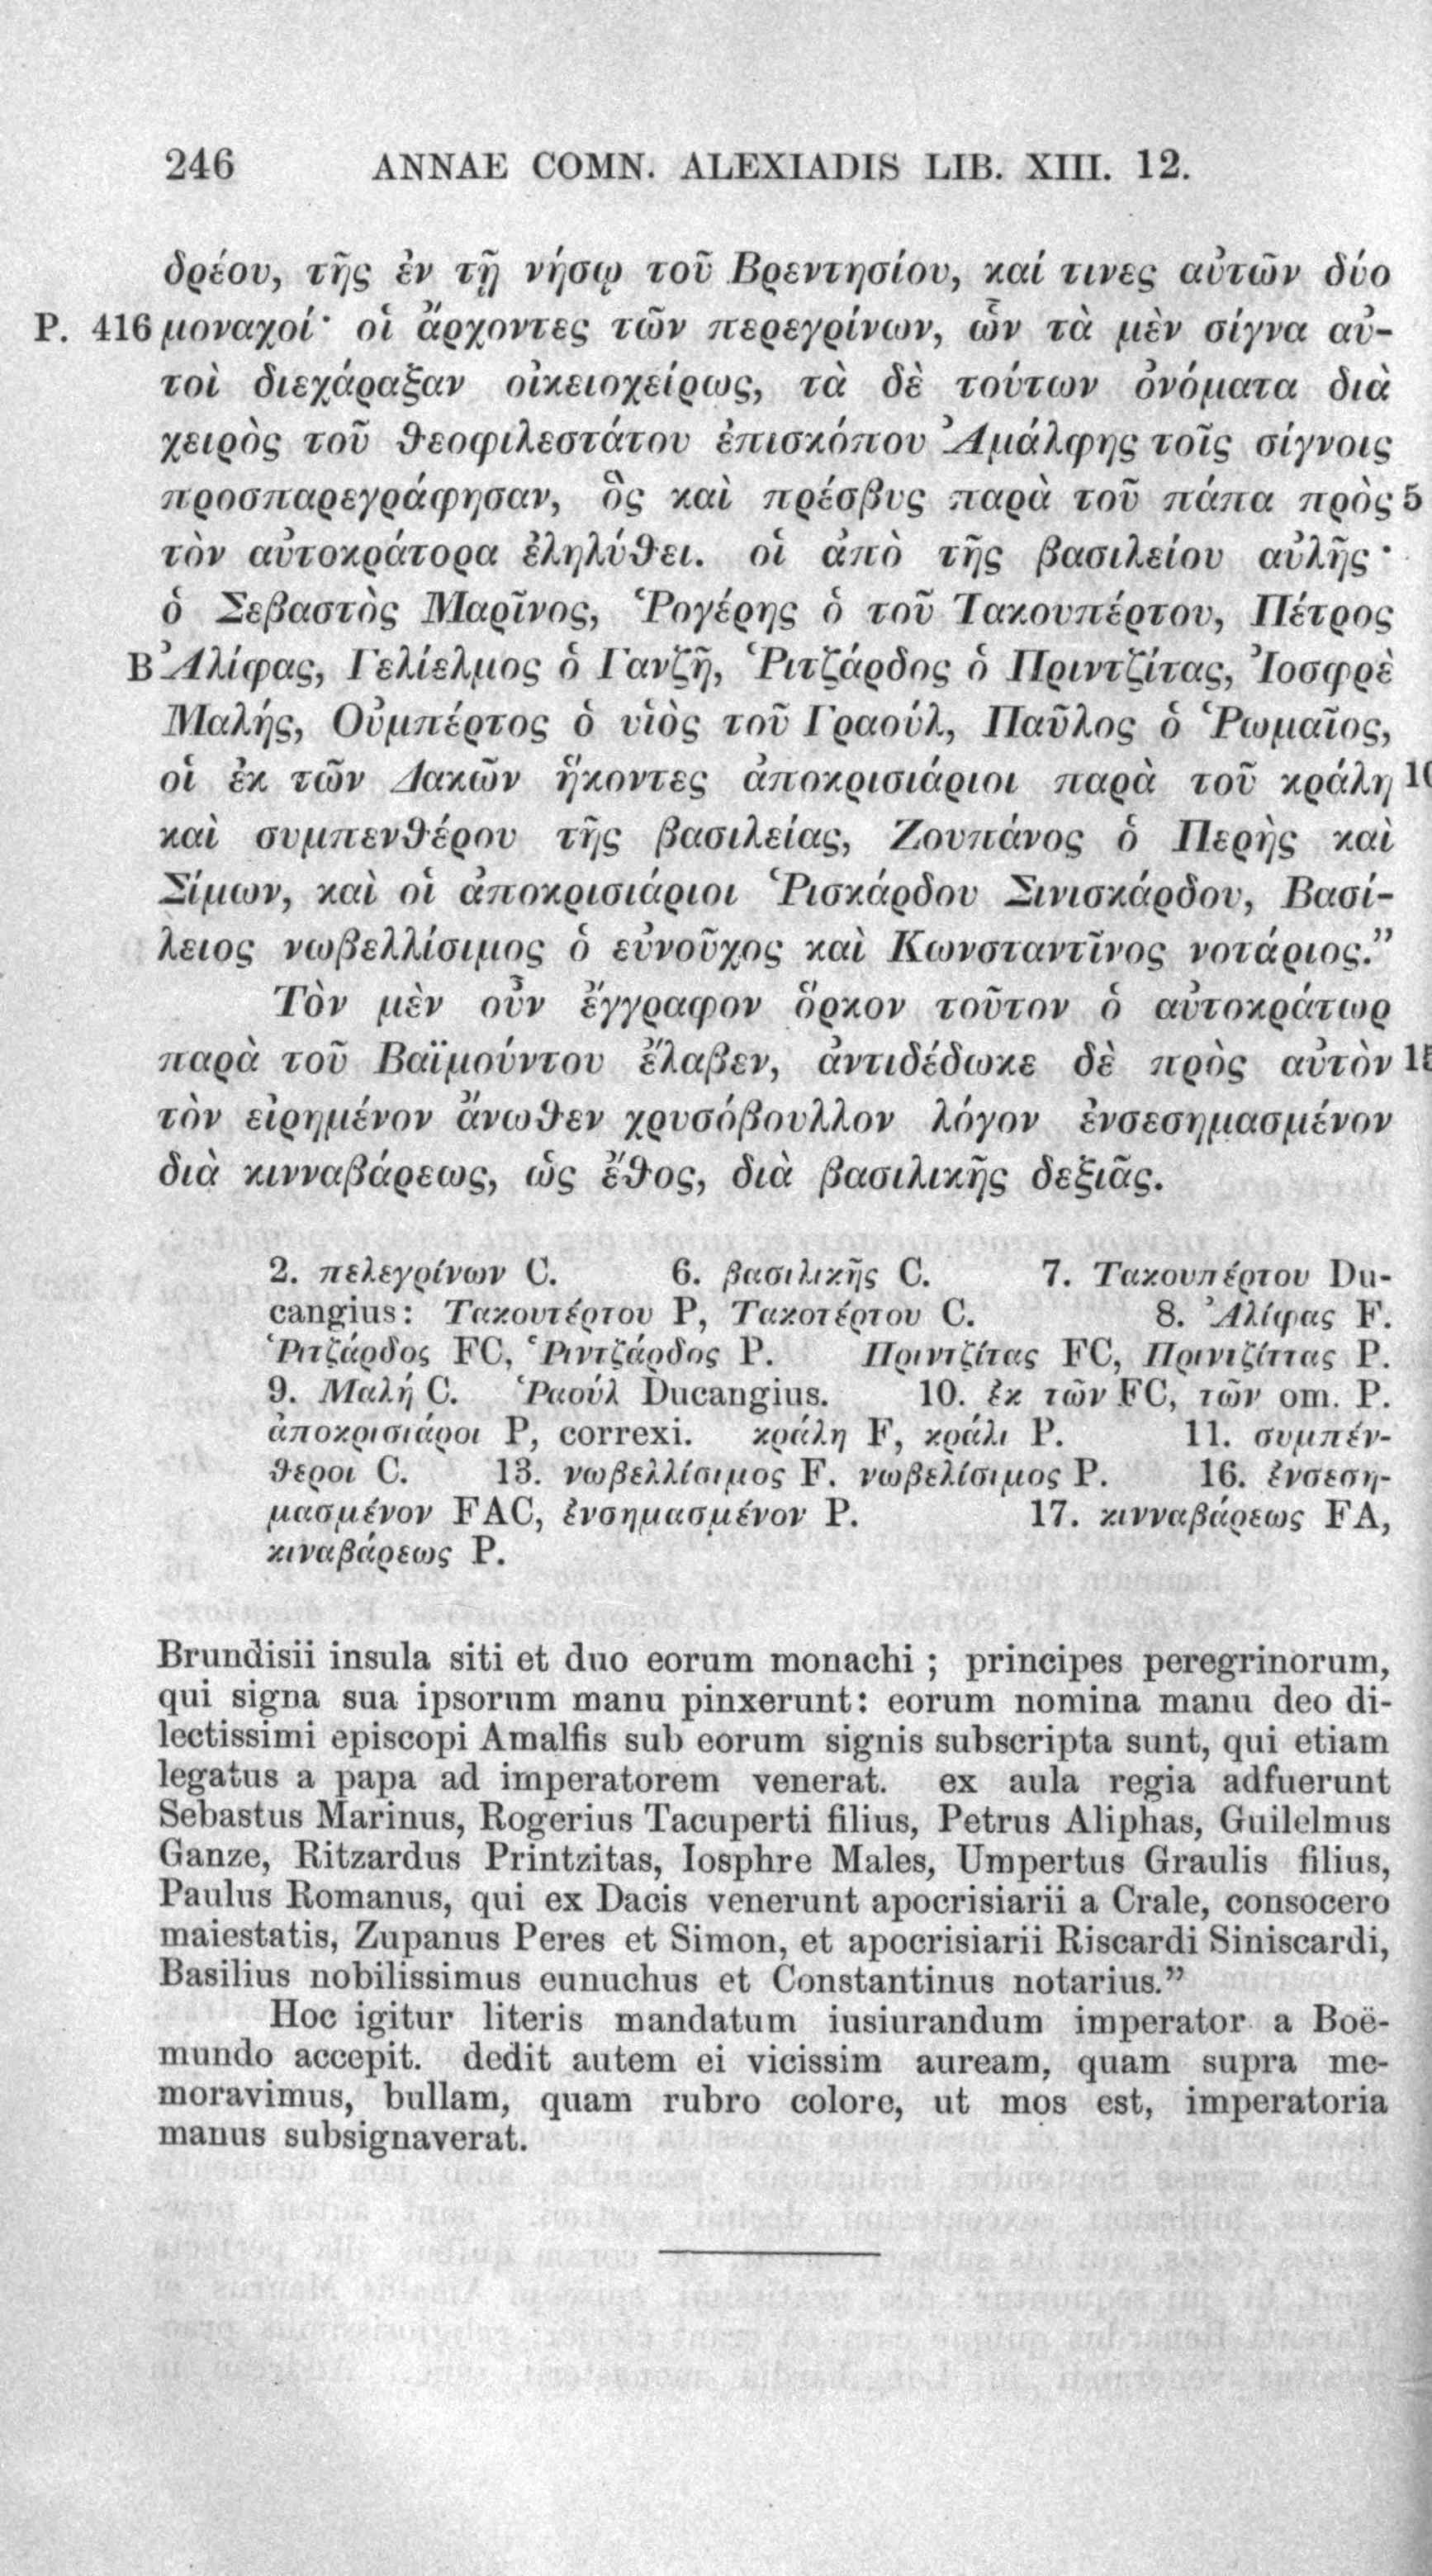 246 ANNAE COMN. ALEXIADIS LIB. XIII. 12.
δρέου, τῆς ἐν τῇ νήσῳ τοῦ Βρεντησίου, καί τινες αὐτῶν δύο
P. 416 μοναχοί· οἱ ἄρχοντες τῶν περεγρίνων, ὧν τὰ μὲν σίγνα αὐ-
τοὶ διεχάραξαν οἰκειοχείρως, τὰ δὲ τούτων ὀνόματα διὰ
χειρὸς τοῦ θεοφιλεστάτου ἐπισκόπου Ἀμάλφης τοῖς σίγνοις
προσπαρεγράφησαν, ὃς καὶ πρέσβυς παρὰ τοῦ πάπα πρὸς 5
τὸν αὐτοκράτορα ἐληλύθει. οἱ ἀπὸ τῆς βασιλείου αὐλῆς·
ὁ Σεβαστὸς Μαρῖνος, Ῥογέρης ὁ τοῦ Τακουπέρτου, Πέτρος
B Ἀλίφας, Γελίελμος ὁ Γανζῆ, Ῥιτζάρδος ὁ Πριντζίτας, Ἰοσφρὲ
Μαλής, Οὐμπέρτος ὁ υἱὸς τοῦ Γραούλ, Παῦλος ὁ Ῥωμαῖος,
οἱ ἐκ τῶν Δακῶν ἥκοντες ἀποκρισιάριοι παρὰ τοῦ κράλη 10
καὶ συμπενθέρου τῆς βασιλείας, Ζουπάνος ὁ Περὴς καὶ
Σίμων, καὶ οἱ ἀποκρισιάριοι Ῥισκάρδου Σινισκάρδου, Βασί-
λειος νωβελλίσιμος ὁ εὐνοῦχος καὶ Κωνσταντῖνος νοτάριος.”
Τὸν μὲν οὖν ἔγγραφον ὅρκον τοῦτον ὁ αὐτοκράτωρ
παρὰ τοῦ Βαϊμούντου ἔλαβεν, ἀντιδέδωκε δὲ πρὸς αὐτὸν 15
τὸν εἰρημένον ἄνωθεν χρυσόβουλλον λόγον ἐνσεσημασμένον
διὰ κινναβάρεως, ὡς ἔθος, διὰ βασιλικῆς δεξιᾶς.
2. πελεγρίνων C. 6. βασιλικῆς C. 7. Τακουπέρτου Du-
cangius: Τακουτέρτου P, Τακοτέρτου C. 8. Ἀλίφας F.
Ῥιτζάρδος FC, Ῥιντζάρδος P. Πριντζίτας FC, Πριντζίττας P.
9. Μαλή C. Ῥαούλ Ducangius. 10. ἐκ τῶν FC, τῶν om. P.
ἀποκρισιάροι P, correxi. κράλη F, κράλι P. 11. συμπέν-
θεροι C. 13. νωβελλίσιμος F. νωβελίσιμος P. 16. ἐνσεση-
μασμένον FAC, ἐνσημασμένον P. 17. κινναβάρεως FA,
κιναβάρεως P.
Brundisii insula siti et duo eorum monachi; principes peregrinorum,
qui signa sua ipsorum manu pinxerunt: eorum nomina manu deo di-
lectissimi episcopi Amalfis sub eorum signis subscripta sunt, qui etiam
legatus a papa ad imperatorem venerat. ex aula regia adfuerunt
Sebastus Marinus, Rogerius Tacuperti filius, Petrus Aliphas, Guilelmus
Ganze, Ritzardus Printzitas, Iosphre Males, Umpertus Graulis filius,
Paulus Romanus, qui ex Dacis venerunt apocrisiarii a Crale, consocero
maiestatis, Zupanus Peres et Simon, et apocrisiarii Riscardi Siniscardi,
Basilius nobilissimus eunuchus et Constantinus notarius.”
Hoc igitur literis mandatum iusiurandum imperator a Boë-
mundo accepit. dedit autem ei vicissim auream, quam supra me-
moravimus, bullam, quam rubro colore, ut mos est, imperatoria
manus subsignaverat.